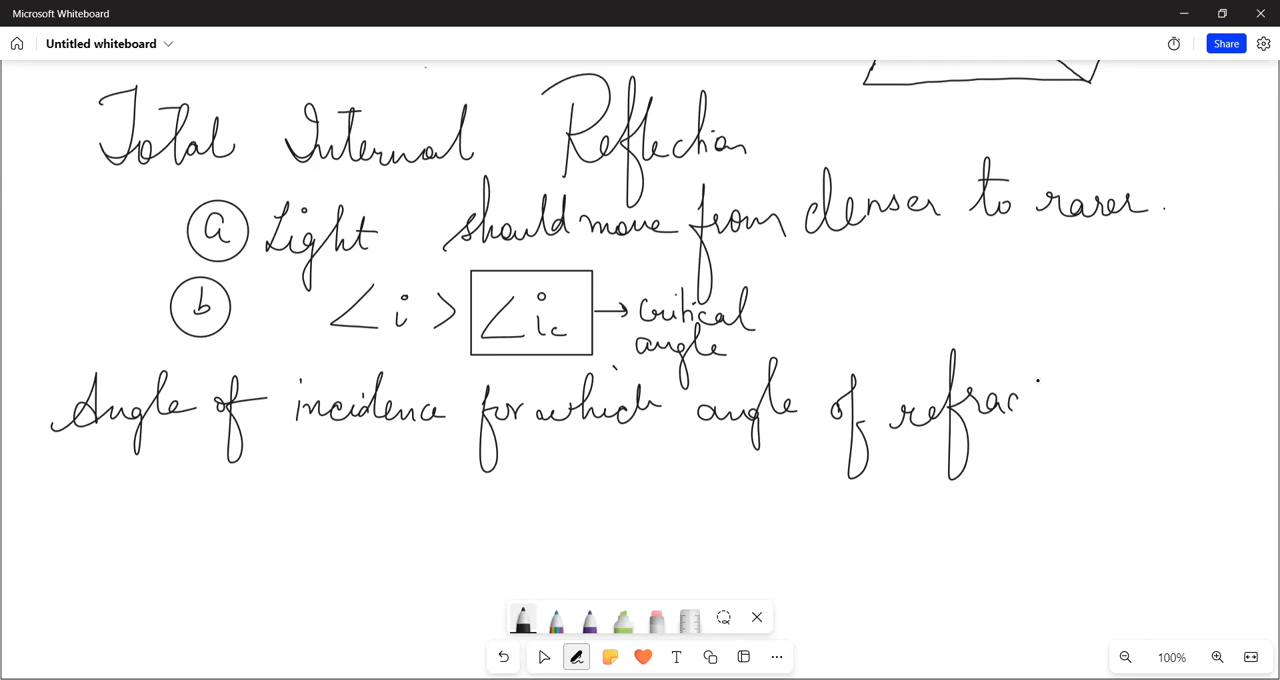 Microsoft Whiteboard
Untitled whiteboard
Share
Total Internal Reflection
a Light should move from denser to rarer.
b ∠i > ∠ic → critical
angle
Angle of incidence for which angle of refrac
T
100%